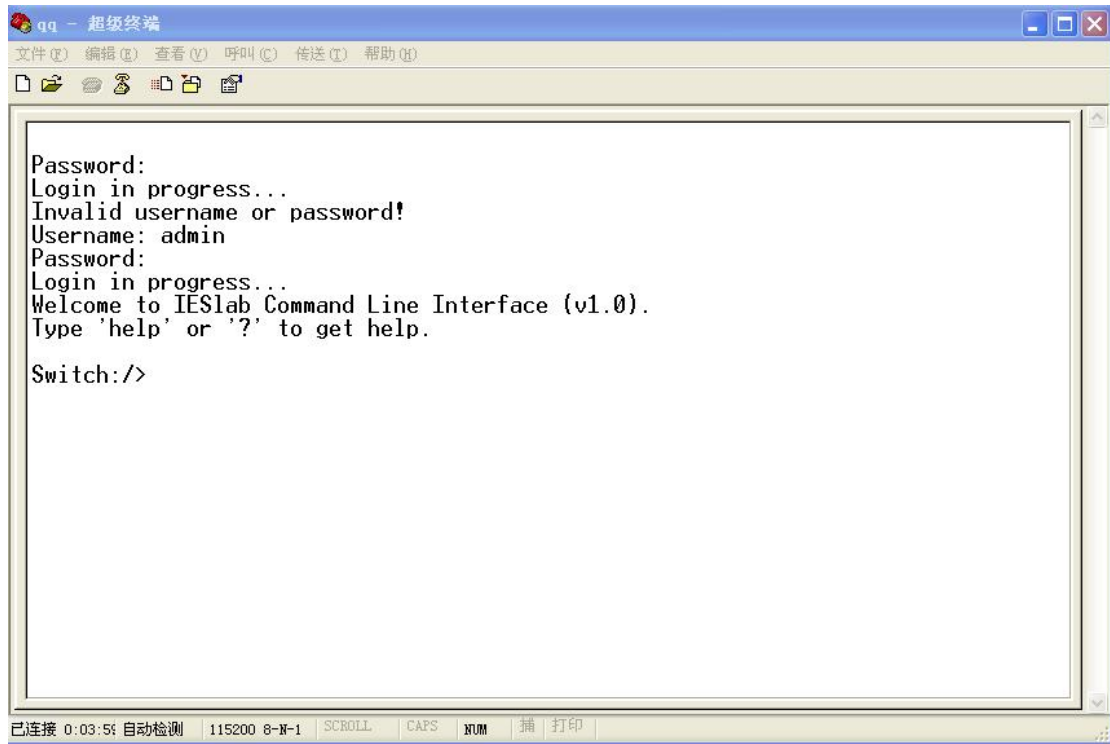 qq - 超级终端
文件(F) 编辑(E) 查看(V) 呼叫(C) 传送(T) 帮助(H)
Password:
Login in progress...
Invalid username or password!
Username: admin
Password:
Login in progress...
Welcome to IESlab Command Line Interface (v1.0).
Type 'help' or '?' to get help.
Switch:/>
已连接 0:03:59 自动检测 115200 8-N-1 SCROLL CAPS NUM 捕 打印